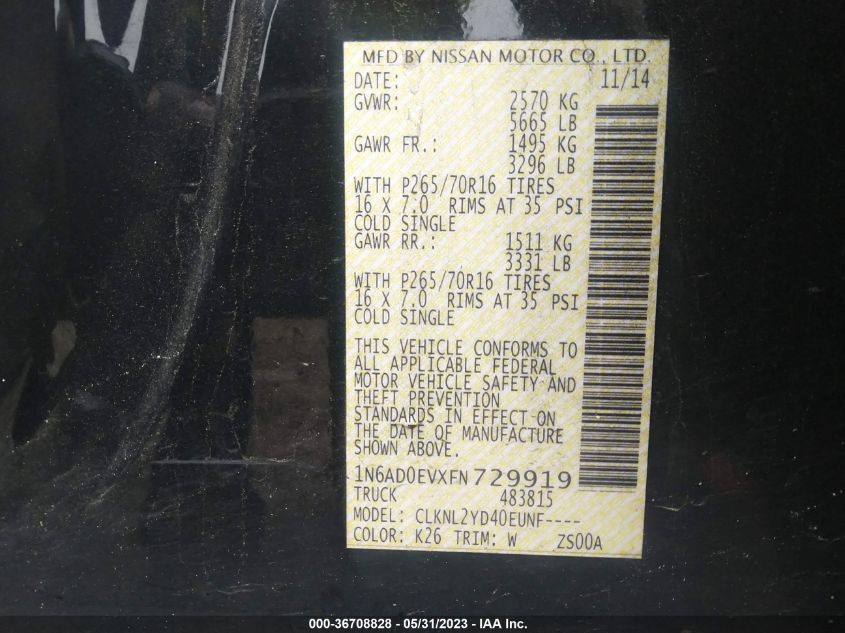 MFD BY NISSAN MOTOR CO., LTD.
DATE: 11/14
GVWR: 2570 KG
5665 LB
GAWR FR.: 1495 KG
3296 LB
WITH P265/70R16 TIRES
16 X 7.0 RIMS AT 35 PSI
COLD SINGLE
GAWR RR.: 1511 KG
3331 LB
WITH P265/70R16 TIRES
16 X 7.0 RIMS AT 35 PSI
COLD SINGLE
THIS VEHICLE CONFORMS TO
ALL APPLICABLE FEDERAL
MOTOR VEHICLE SAFETY AND
THEFT PREVENTION
STANDARDS IN EFFECT ON
THE DATE OF MANUFACTURE
SHOWN ABOVE.
1N6AD0EVXFN729919
TRUCK 483815
MODEL: CLKNL2YD40EUNF----
COLOR: K26 TRIM: W ZS00A
000-36708828 - 05/31/2023 - IAA Inc.